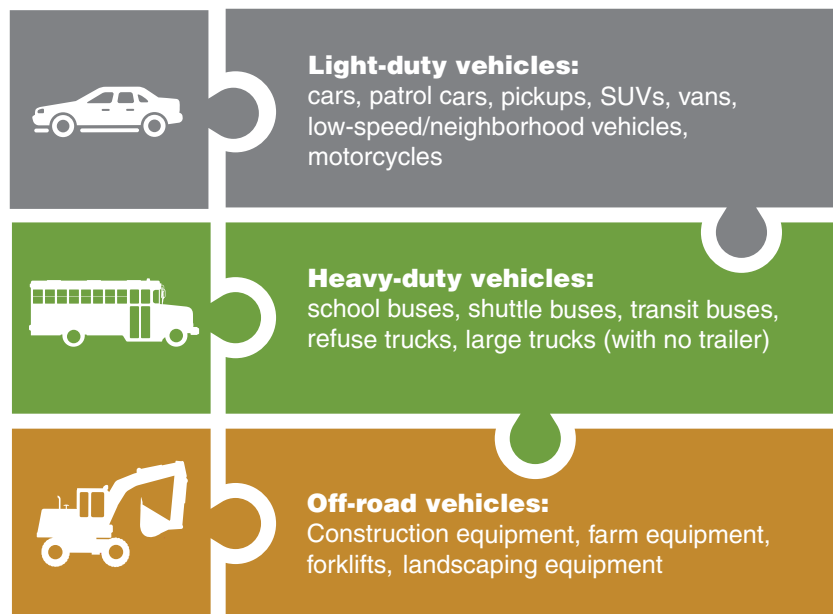 Light-duty vehicles:
cars, patrol cars, pickups, SUVs, vans,
low-speed/neighborhood vehicles,
motorcycles
Heavy-duty vehicles:
school buses, shuttle buses, transit buses,
refuse trucks, large trucks (with no trailer)
Off-road vehicles:
Construction equipment, farm equipment,
forklifts, landscaping equipment